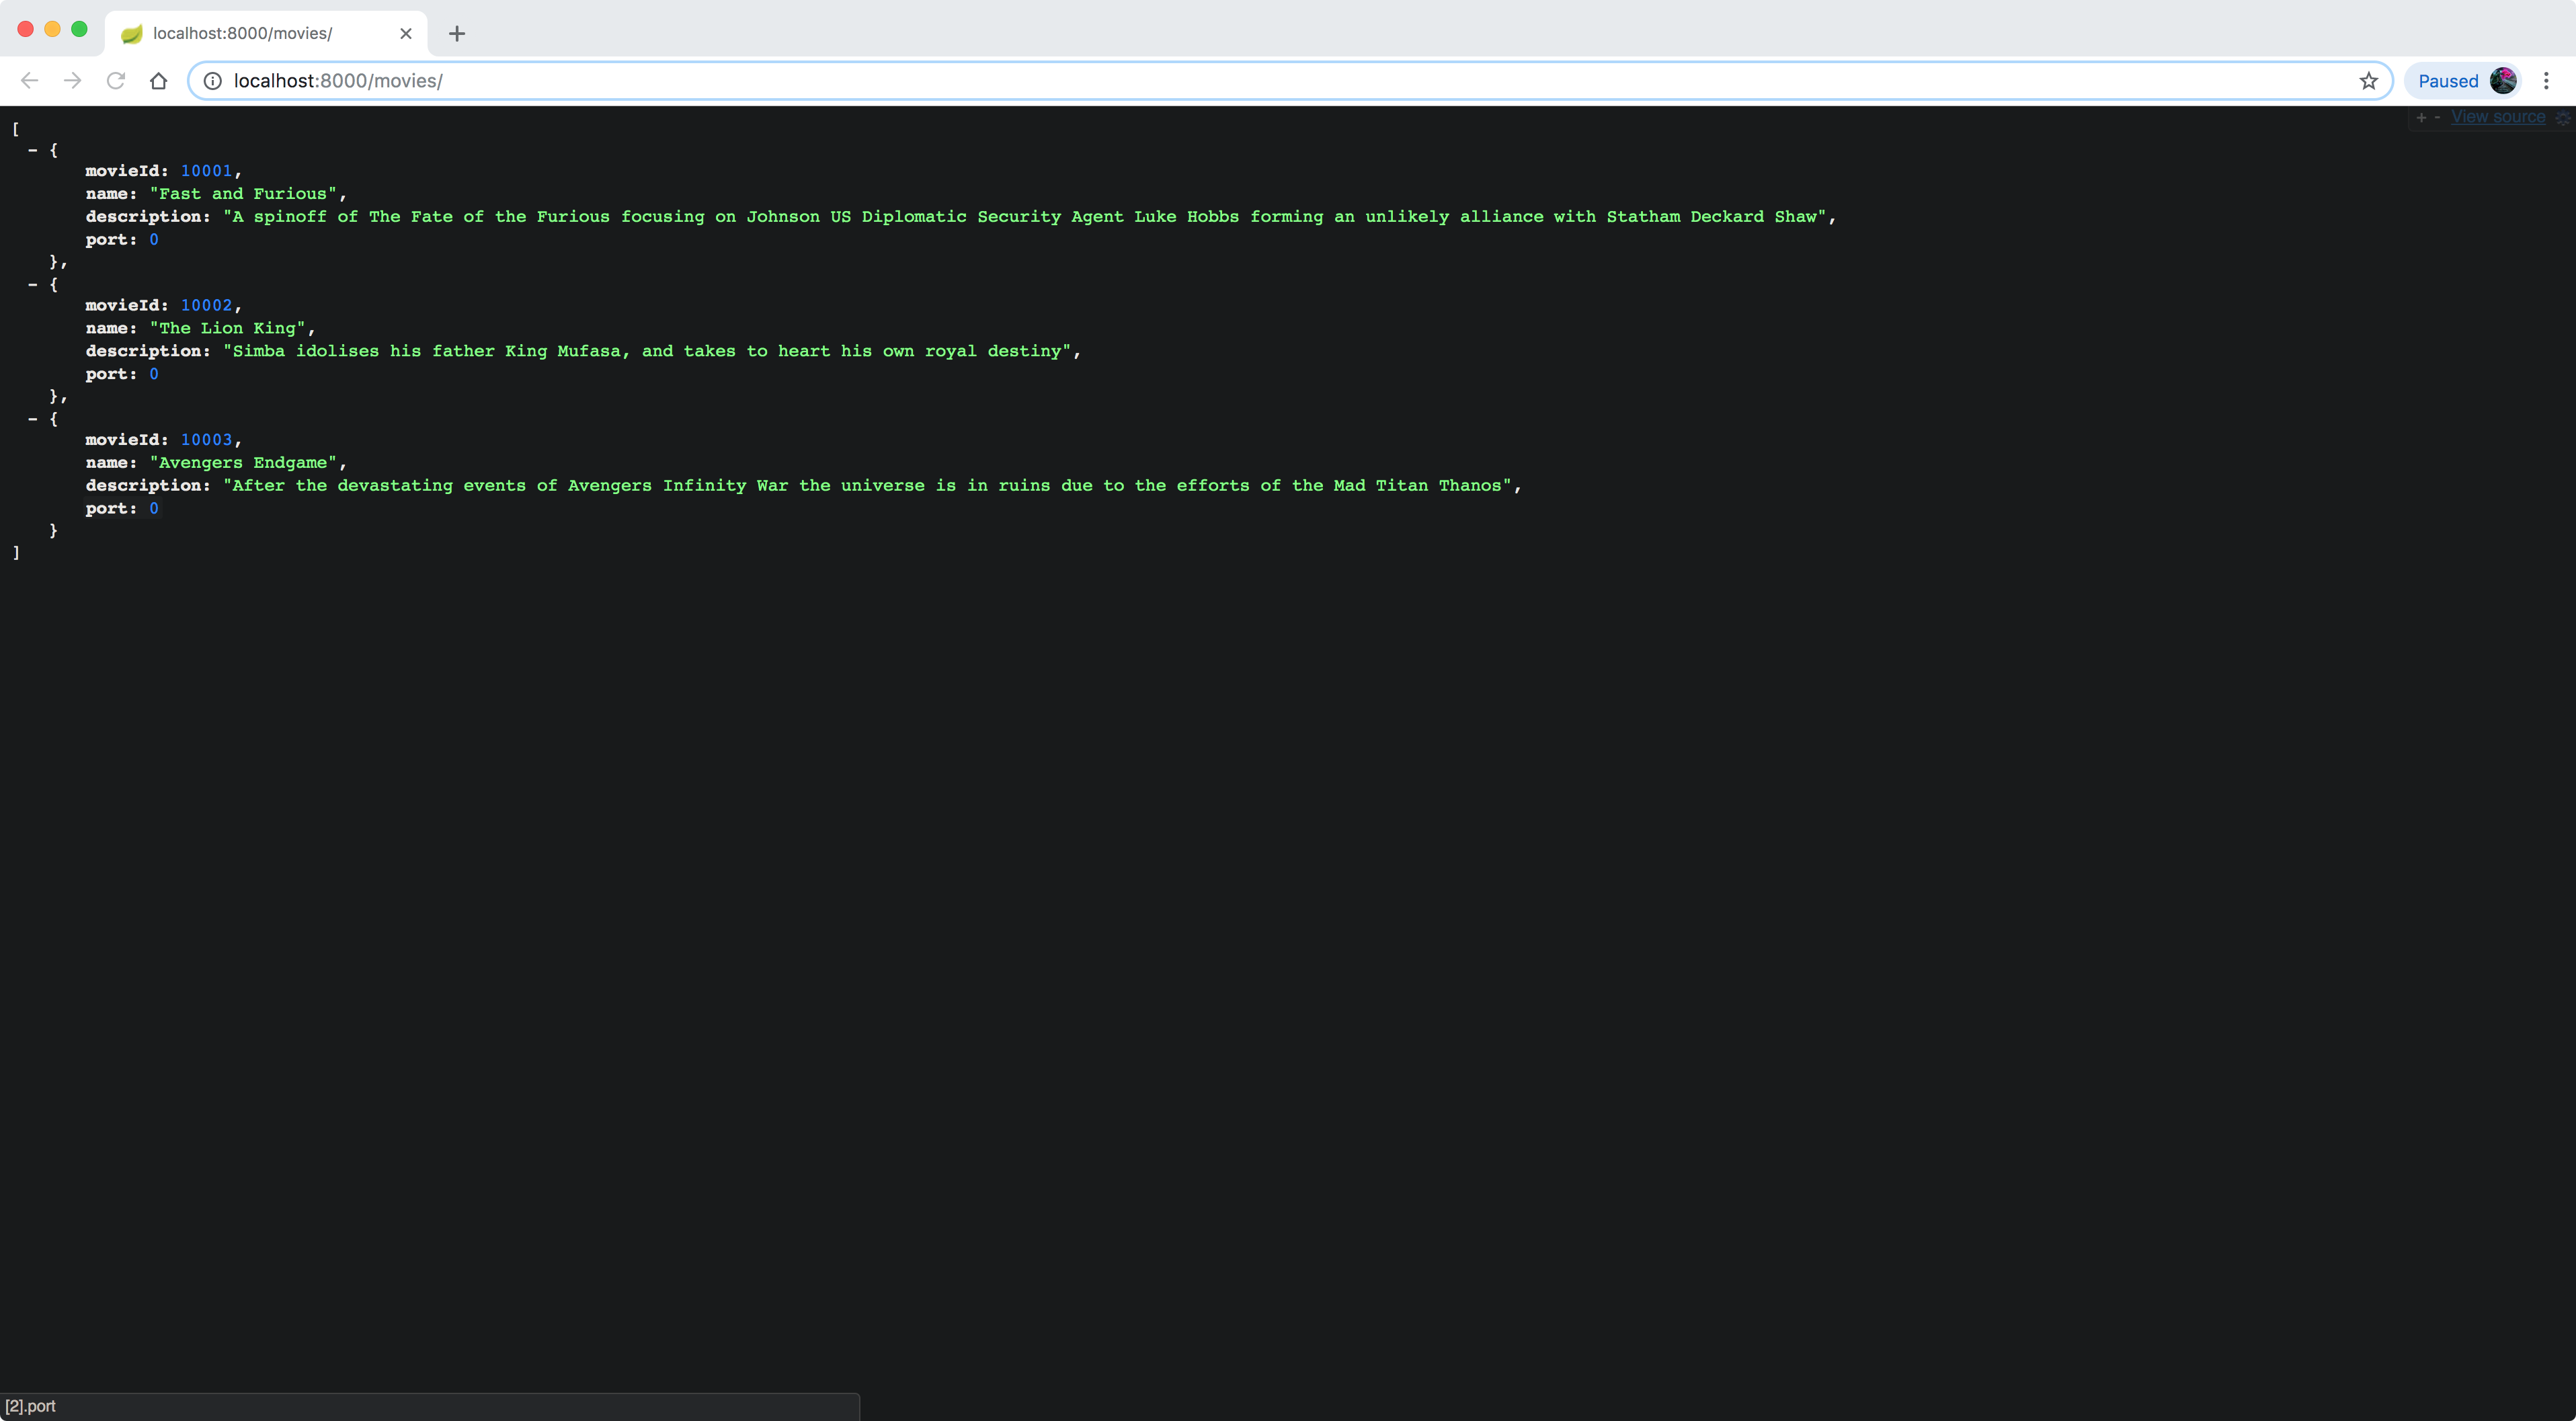 localhost:8000/movies/
localhost:8000/movies/
Paused
+ - View source
[
- {
movieId: 10001,
name: "Fast and Furious",
description: "A spinoff of The Fate of the Furious focusing on Johnson US Diplomatic Security Agent Luke Hobbs forming an unlikely alliance with Statham Deckard Shaw",
port: 0
},
- {
movieId: 10002,
name: "The Lion King",
description: "Simba idolises his father King Mufasa, and takes to heart his own royal destiny",
port: 0
},
- {
movieId: 10003,
name: "Avengers Endgame",
description: "After the devastating events of Avengers Infinity War the universe is in ruins due to the efforts of the Mad Titan Thanos",
port: 0
}
]
[2].port